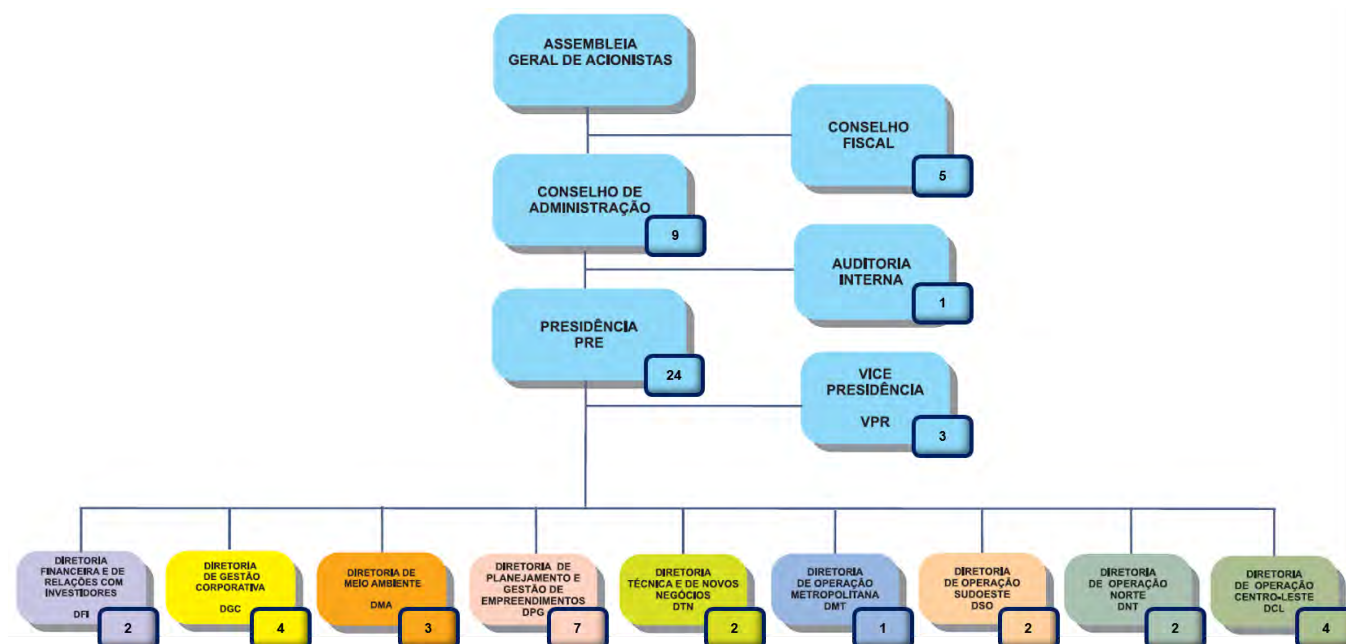 ASSEMBLEIA
GERAL DE ACIONISTAS
CONSELHO
FISCAL
5
CONSELHO DE
ADMINISTRAÇÃO
9
AUDITORIA
INTERNA
1
PRESIDÊNCIA
PRE
24
VICE
PRESIDÊNCIA
VPR
3
DIRETORIA
FINANCEIRA E DE
RELAÇÕES COM
INVESTIDORES
DFI
2
DIRETORIA
DE GESTÃO
CORPORATIVA
DGC
4
DIRETORIA DE
MEIO AMBIENTE
DMA
3
DIRETORIA DE
PLANEJAMENTO E
GESTÃO DE
EMPREENDIMENTOS
DPG
7
DIRETORIA
TÉCNICA E DE NOVOS
NEGÓCIOS
DTN
2
DIRETORIA
DE OPERAÇÃO
METROPOLITANA
DMT
1
DIRETORIA
DE OPERAÇÃO
SUDOESTE
DSO
2
DIRETORIA
DE OPERAÇÃO
NORTE
DNT
2
DIRETORIA
DE OPERAÇÃO
CENTRO-LESTE
DCL
4